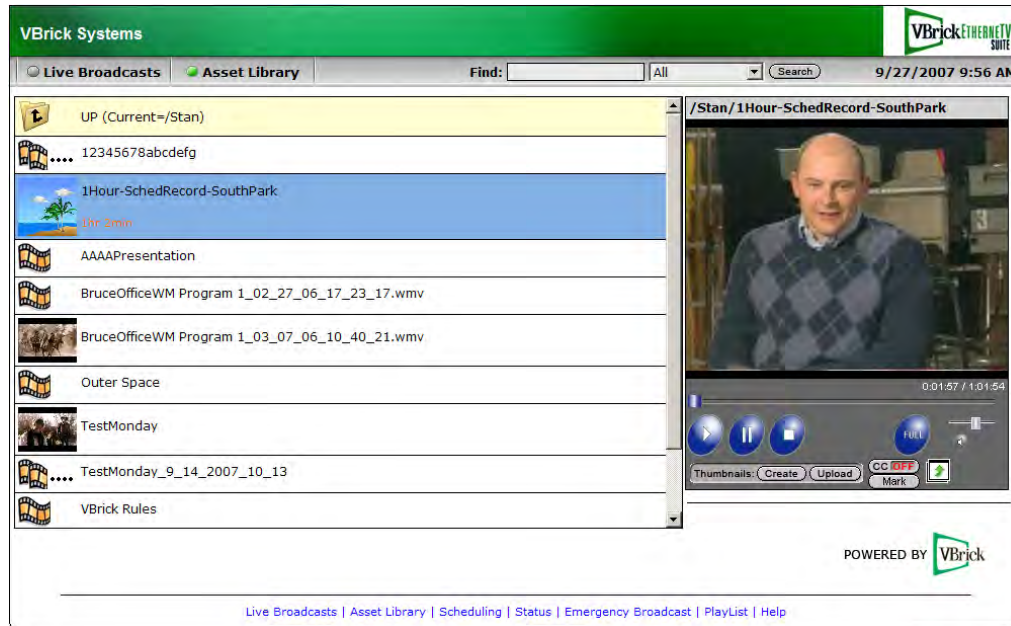 VBrick Systems
VBrick ETHERNETV SUITE
Live Broadcasts Asset Library Find: All Search 9/27/2007 9:56 AM
UP (Current=/Stan)
.... 12345678abcdefg
1Hour-SchedRecord-SouthPark
1hr 2min
AAAAPresentation
BruceOfficeWM Program 1_02_27_06_17_23_17.wmv
BruceOfficeWM Program 1_03_07_06_10_40_21.wmv
Outer Space
TestMonday
.... TestMonday_9_14_2007_10_13
VBrick Rules
/Stan/1Hour-SchedRecord-SouthPark
0:01:57 / 1:01:54
FULL
Thumbnails: Create Upload CC OFF
Mark
POWERED BY VBrick
Live Broadcasts | Asset Library | Scheduling | Status | Emergency Broadcast | PlayList | Help